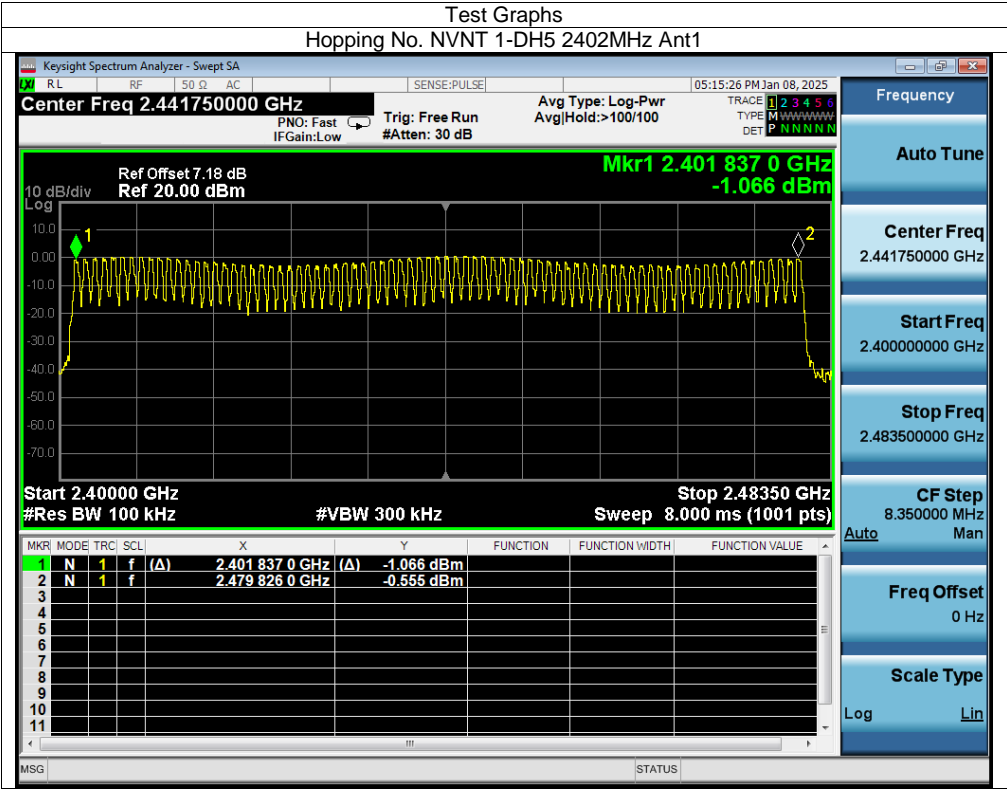 Test Graphs
Hopping No. NVNT 1-DH5 2402MHz Ant1
Keysight Spectrum Analyzer - Swept SA
LXI RL RF 50 Ω AC SENSE:PULSE 05:15:26 PM Jan 08, 2025
Center Freq 2.441750000 GHz
PNO: Fast
IFGain:Low
Trig: Free Run
#Atten: 30 dB
Avg Type: Log-Pwr
Avg|Hold:>100/100
TRACE 1 2 3 4 5 6
TYPE M W W W W W
DET P N N N N N
Frequency
Auto Tune
Center Freq
2.441750000 GHz
Start Freq
2.400000000 GHz
Stop Freq
2.483500000 GHz
CF Step
8.350000 MHz
Auto Man
Freq Offset
0 Hz
Scale Type
Log Lin
Mkr1 2.401 837 0 GHz
-1.066 dBm
Ref Offset 7.18 dB
10 dB/div Ref 20.00 dBm
Log
10.0
0.00
-10.0
-20.0
-30.0
-40.0
-50.0
-60.0
-70.0
1
2
Start 2.40000 GHz Stop 2.48350 GHz
#Res BW 100 kHz #VBW 300 kHz Sweep 8.000 ms (1001 pts)
MKR MODE TRC SCL X Y FUNCTION FUNCTION WIDTH FUNCTION VALUE
1 N 1 f (Δ) 2.401 837 0 GHz (Δ) -1.066 dBm
2 N 1 f 2.479 826 0 GHz -0.555 dBm
3
4
5
6
7
8
9
10
11
MSG STATUS